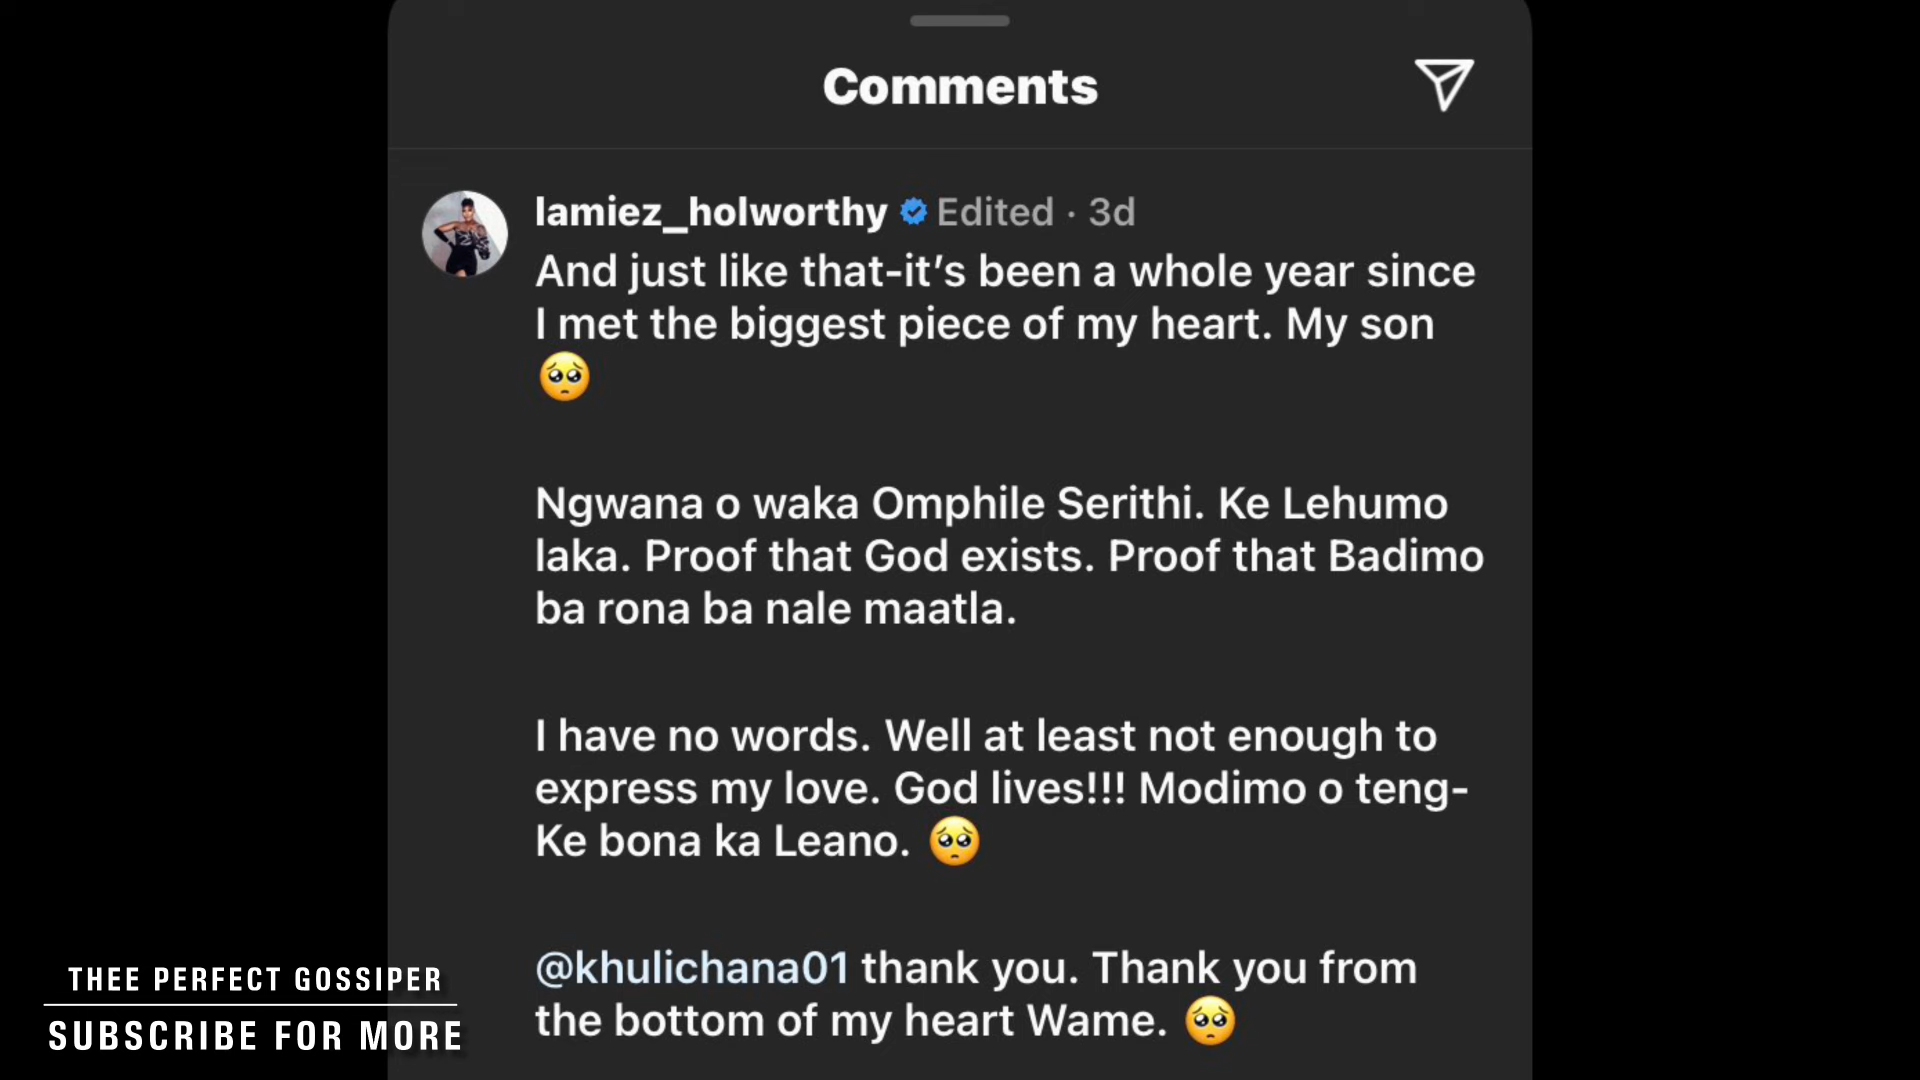 Comments
lamiez_holworthy Edited · 3d
And just like that-it’s been a whole year since
I met the biggest piece of my heart. My son
🥺
Ngwana o waka Omphile Serithi. Ke Lehumo
laka. Proof that God exists. Proof that Badimo
ba rona ba nale maatla.
I have no words. Well at least not enough to
express my love. God lives!!! Modimo o teng-
Ke bona ka Leano. 🥺
@khulichana01 thank you. Thank you from
the bottom of my heart Wame. 🥺
THEE PERFECT GOSSIPER
SUBSCRIBE FOR MORE